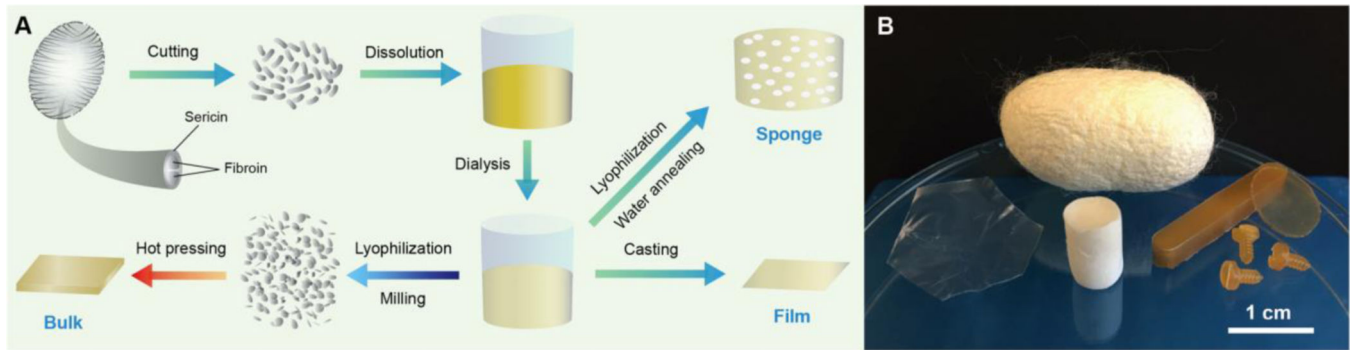 A
Cutting
Dissolution
Sericin
Fibroin
Dialysis
Lyophilization
Water annealing
Sponge
Hot pressing
Lyophilization
Milling
Casting
Bulk
Film
B
1 cm